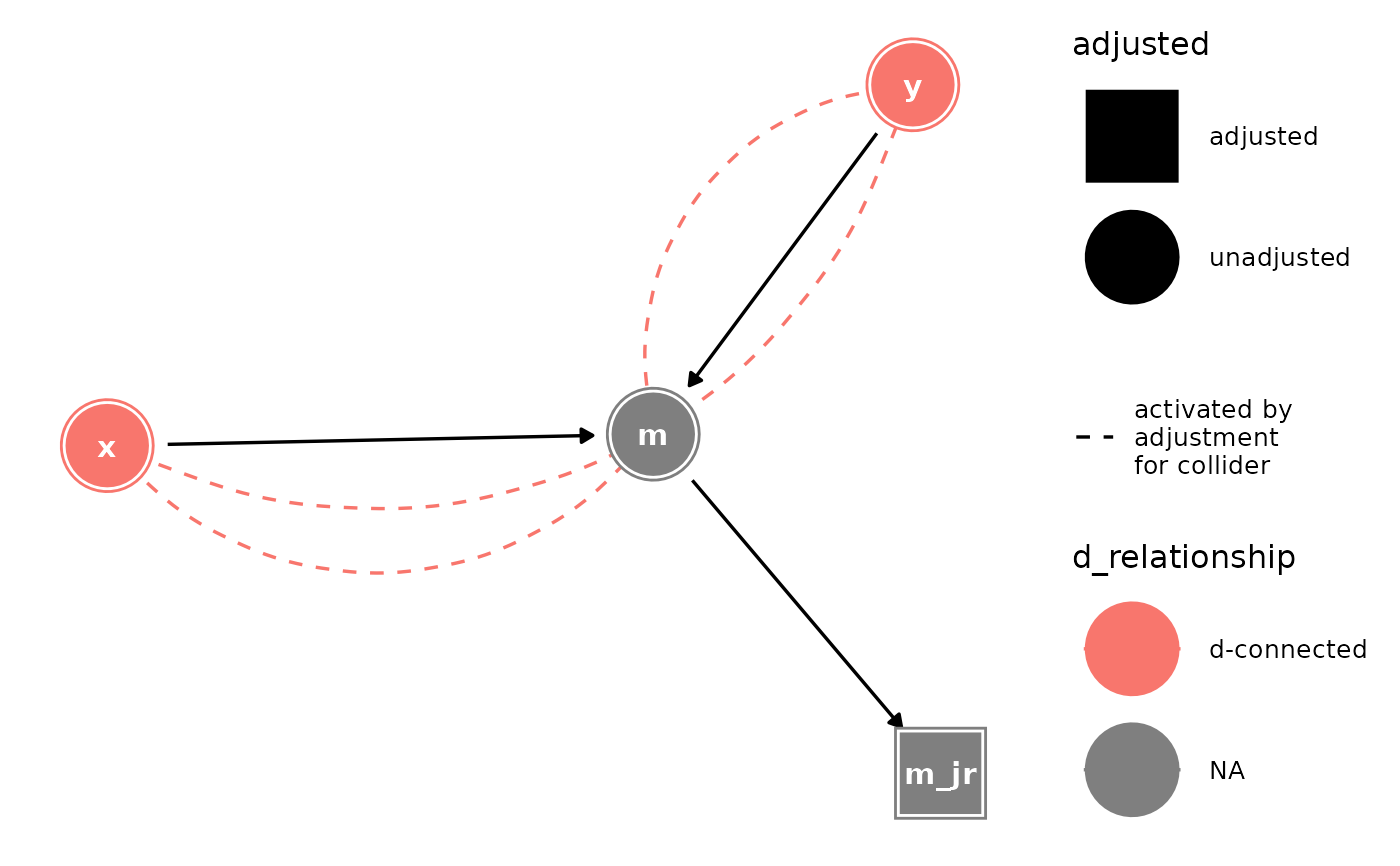 y
x
m
m_jr
adjusted
adjusted
unadjusted
activated by
adjustment
for collider
d_relationship
d-connected
NA